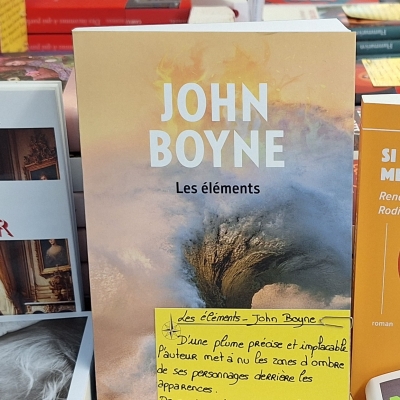 JOHN
BOYNE
Les éléments
Les éléments - John Boyne
D'une plume précise et implacable
l'auteur met à nu les zones d'ombre
de ses personnages derrière les
apparences.
SI
roman